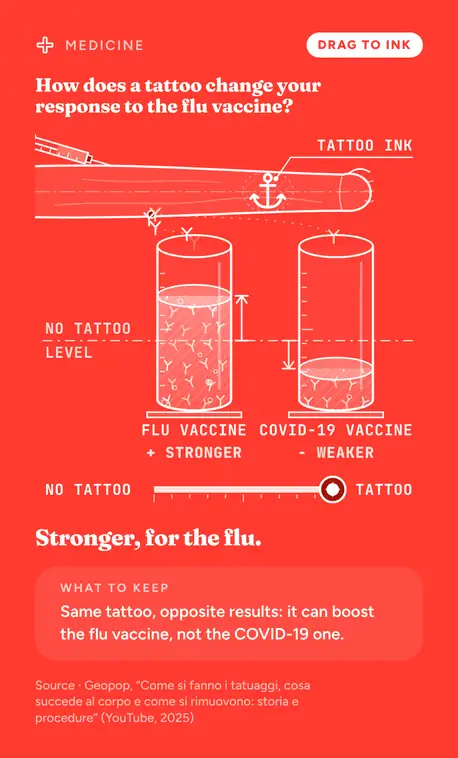 MEDICINE
DRAG TO INK
How does a tattoo change your
response to the flu vaccine?
TATTOO INK
NO TATTOO
LEVEL
FLU VACCINE
+ STRONGER
COVID-19 VACCINE
- WEAKER
NO TATTOO
TATTOO
Stronger, for the flu.
WHAT TO KEEP
Same tattoo, opposite results: it can boost
the flu vaccine, not the COVID-19 one.
Source · Geopop, “Come si fanno i tatuaggi, cosa
succede al corpo e come si rimuovono: storia e
procedure” (YouTube, 2025)